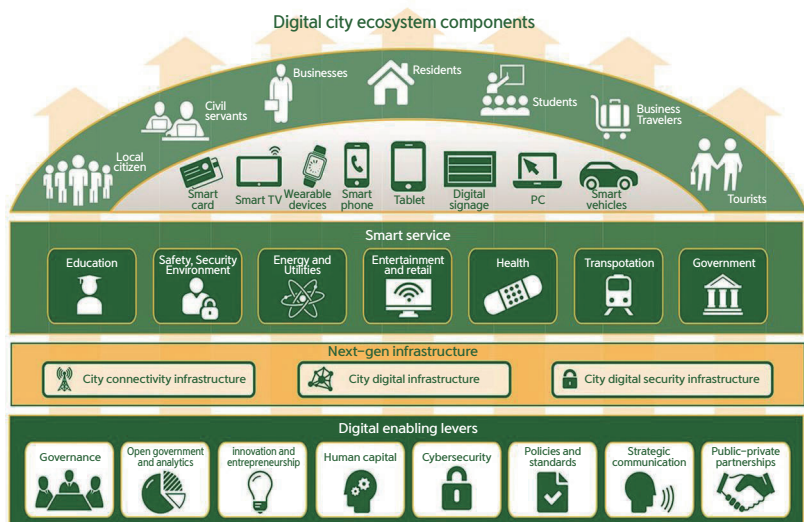 Digital city ecosystem components
Businesses
Residents
Civil
servants
Students
Business
Travelers
Local
citizen
Tourists
Smart
card
Smart TV
Wearable
devices
Smart
phone
Tablet
Digital
signage
PC
Smart
vehicles
Smart service
Education
Safety, Security
Environment
Energy and
Utilities
Entertainment
and retail
Health
Transpotation
Government
Next-gen infrastructure
City connectivity infrastructure
City digital infrastructure
City digital security infrastructure
Digital enabling levers
Governance
Open government
and analytics
innovation and
entrepreneurship
Human capital
Cybersecurity
Policies and
standards
Strategic
communication
Public-private
partnerships